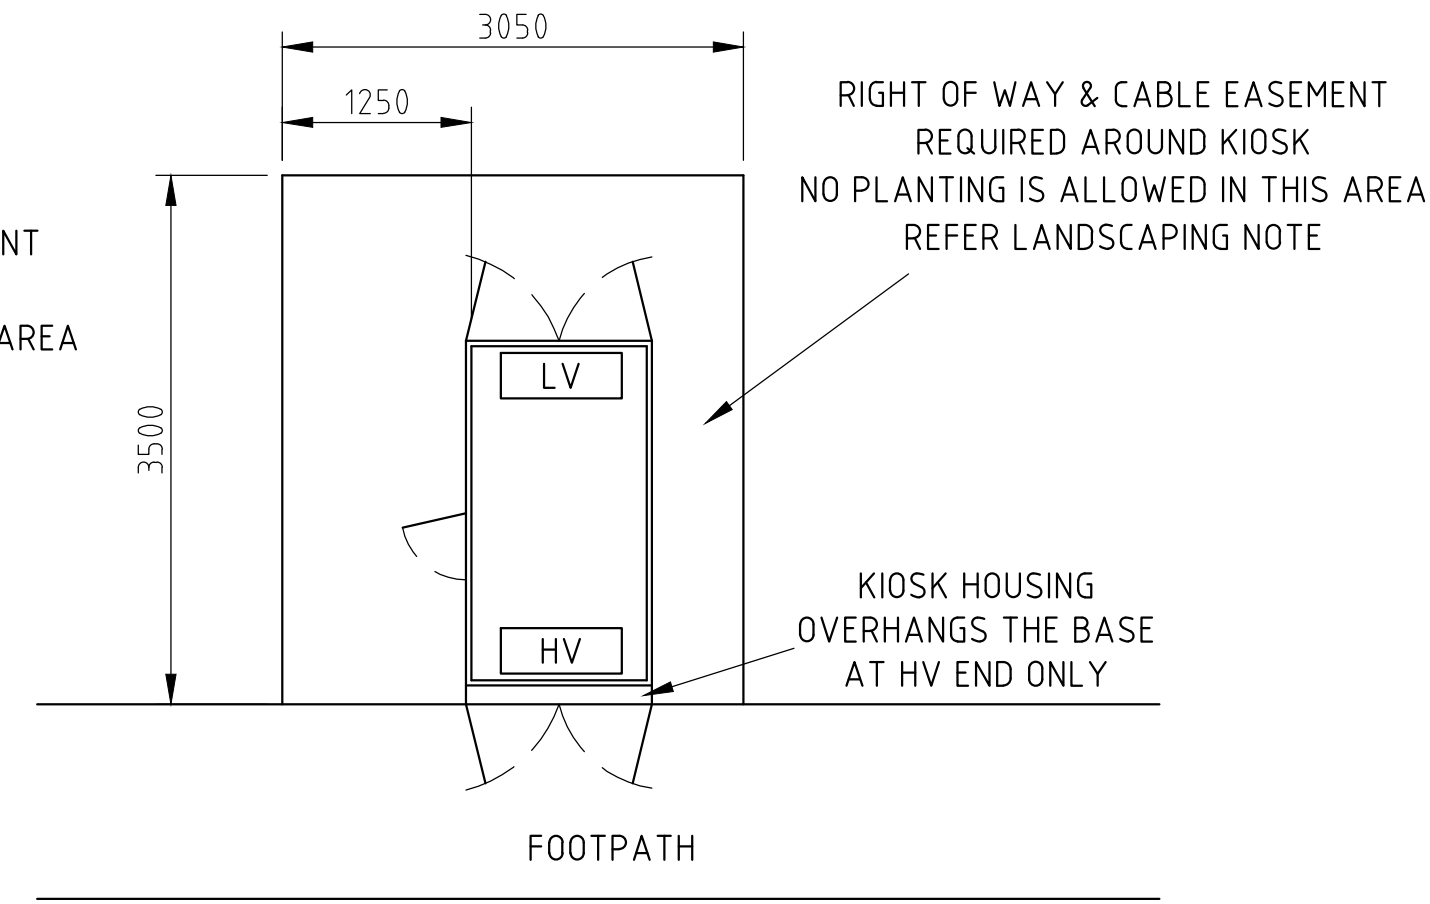 3050
1250
RIGHT OF WAY & CABLE EASEMENT
REQUIRED AROUND KIOSK
NO PLANTING IS ALLOWED IN THIS AREA
REFER LANDSCAPING NOTE
NT
AREA
LV
3500
KIOSK HOUSING
OVERHANGS THE BASE
AT HV END ONLY
HV
FOOTPATH